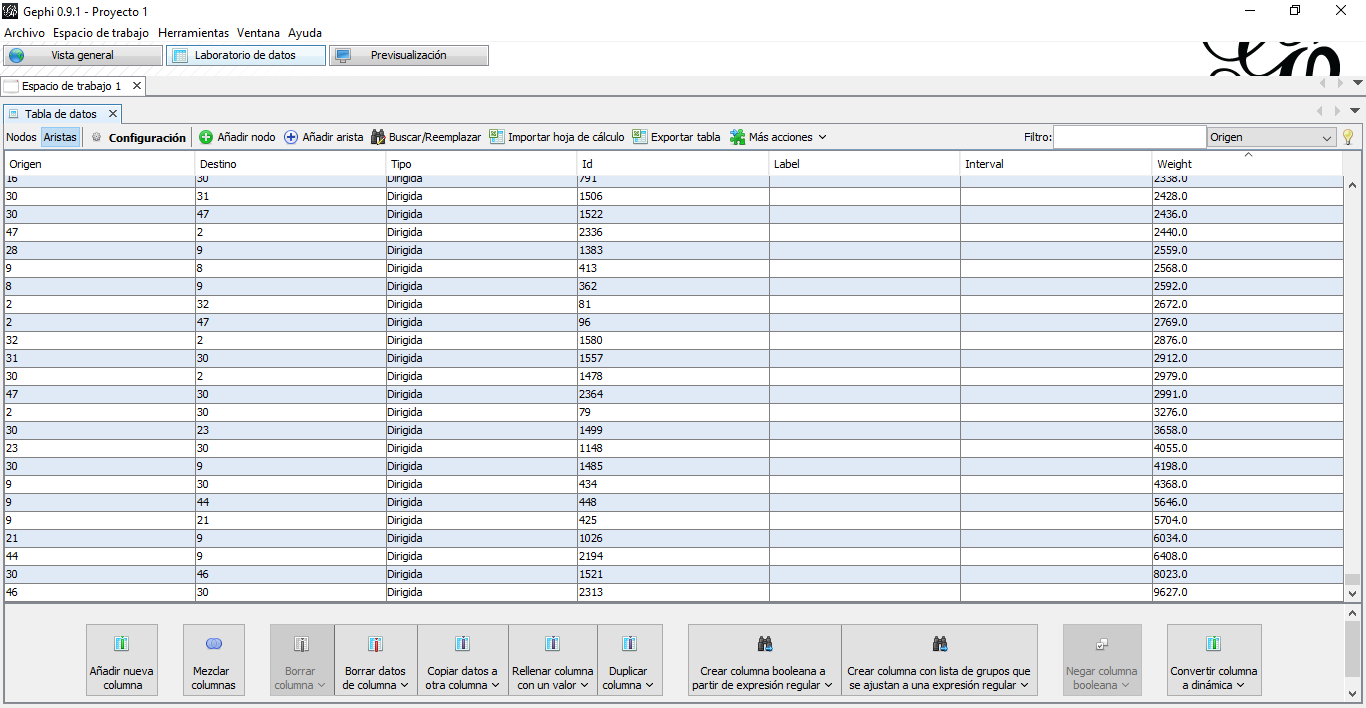 Gephi 0.9.1 - Proyecto 1
Archivo Espacio de trabajo Herramientas Ventana Ayuda
Vista general Laboratorio de datos Previsualización
Espacio de trabajo 1
Tabla de datos
Nodos Aristas Configuración Añadir nodo Añadir arista Buscar/Reemplazar Importar hoja de cálculo Exportar tabla Más acciones Filtro: Origen
Origen Destino Tipo Id Label Interval Weight
16 30 Dirigida 791 2338.0
30 31 Dirigida 1506 2428.0
30 47 Dirigida 1522 2436.0
47 2 Dirigida 2336 2440.0
28 9 Dirigida 1383 2559.0
9 8 Dirigida 413 2568.0
8 9 Dirigida 362 2592.0
2 32 Dirigida 81 2672.0
2 47 Dirigida 96 2769.0
32 2 Dirigida 1580 2876.0
31 30 Dirigida 1557 2912.0
30 2 Dirigida 1478 2979.0
47 30 Dirigida 2364 2991.0
2 30 Dirigida 79 3276.0
30 23 Dirigida 1499 3658.0
23 30 Dirigida 1148 4055.0
30 9 Dirigida 1485 4198.0
9 30 Dirigida 434 4368.0
9 44 Dirigida 448 5646.0
9 21 Dirigida 425 5704.0
21 9 Dirigida 1026 6034.0
44 9 Dirigida 2194 6408.0
30 46 Dirigida 1521 8023.0
46 30 Dirigida 2313 9627.0
Añadir nueva
columna
Mezclar
columnas
Borrar
columna
Borrar datos
de columna
Copiar datos a
otra columna
Rellenar columna
con un valor
Duplicar
columna
Crear columna booleana a
partir de expresión regular
Crear columna con lista de grupos que
se ajustan a una expresión regular
Negar columna
booleana
Convertir columna
a dinámica